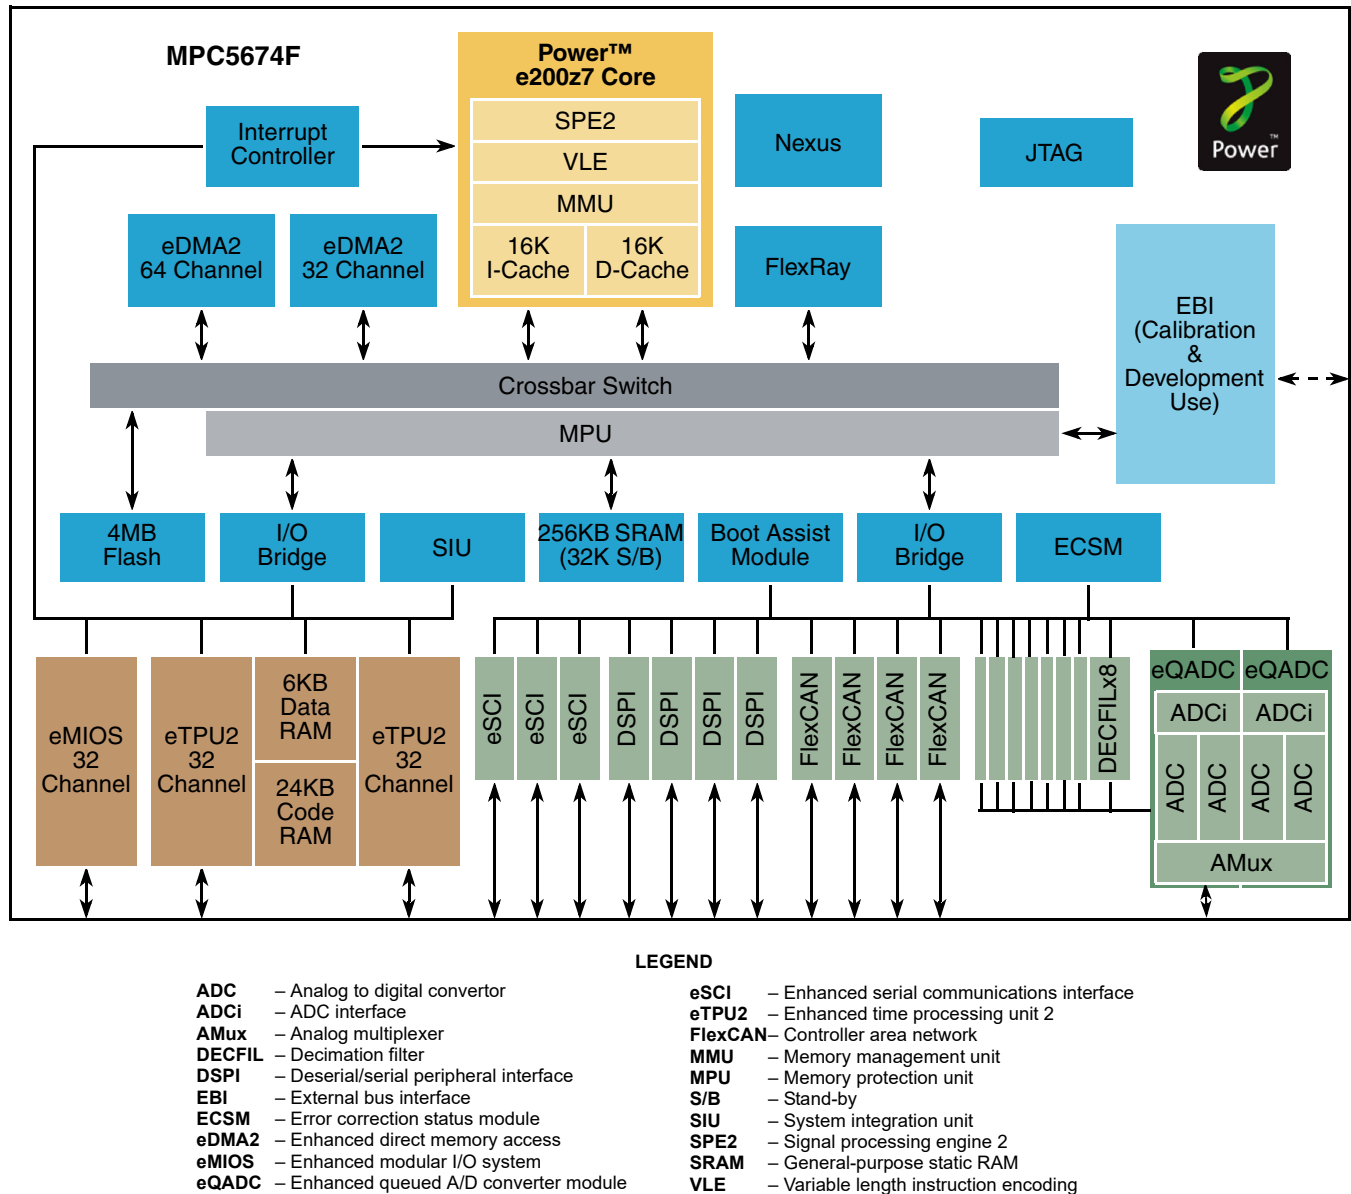 MPC5674F
Power™
e200z7 Core
SPE2
VLE
MMU
16K
I-Cache
16K
D-Cache
Interrupt
Controller
Nexus
JTAG
Power™
eDMA2
64 Channel
eDMA2
32 Channel
FlexRay
EBI
(Calibration
&
Development
Use)
Crossbar Switch
MPU
4MB
Flash
I/O
Bridge
SIU
256KB SRAM
(32K S/B)
Boot Assist
Module
I/O
Bridge
ECSM
eMIOS
32
Channel
eTPU2
32
Channel
6KB
Data
RAM
24KB
Code
RAM
eTPU2
32
Channel
eSCI
eSCI
eSCI
DSPI
DSPI
DSPI
DSPI
FlexCAN
FlexCAN
FlexCAN
FlexCAN
DECFILx8
eQADC
eQADC
ADCi
ADCi
ADC
ADC
ADC
ADC
AMux
LEGEND
ADC – Analog to digital convertor
ADCi – ADC interface
AMux – Analog multiplexer
DECFIL – Decimation filter
DSPI – Deserial/serial peripheral interface
EBI – External bus interface
ECSM – Error correction status module
eDMA2 – Enhanced direct memory access
eMIOS – Enhanced modular I/O system
eQADC – Enhanced queued A/D converter module
eSCI – Enhanced serial communications interface
eTPU2 – Enhanced time processing unit 2
FlexCAN– Controller area network
MMU – Memory management unit
MPU – Memory protection unit
S/B – Stand-by
SIU – System integration unit
SPE2 – Signal processing engine 2
SRAM – General-purpose static RAM
VLE – Variable length instruction encoding